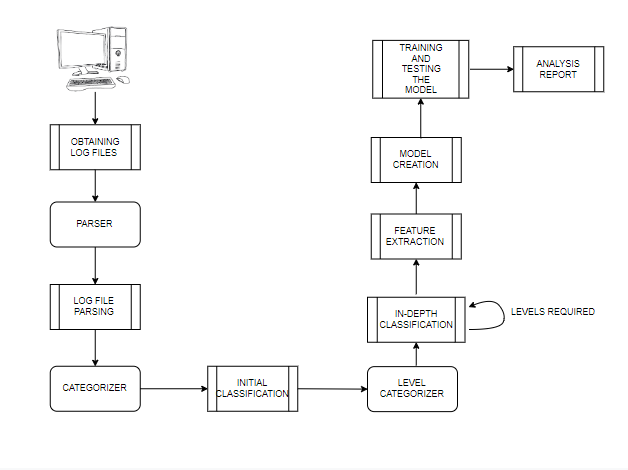 OBTAINING
LOG FILES
PARSER
LOG FILE
PARSING
CATEGORIZER
INITIAL
CLASSIFICATION
LEVEL
CATEGORIZER
IN-DEPTH
CLASSIFICATION
LEVELS REQUIRED
FEATURE
EXTRACTION
MODEL
CREATION
TRAINING
AND
TESTING
THE
MODEL
ANALYSIS
REPORT